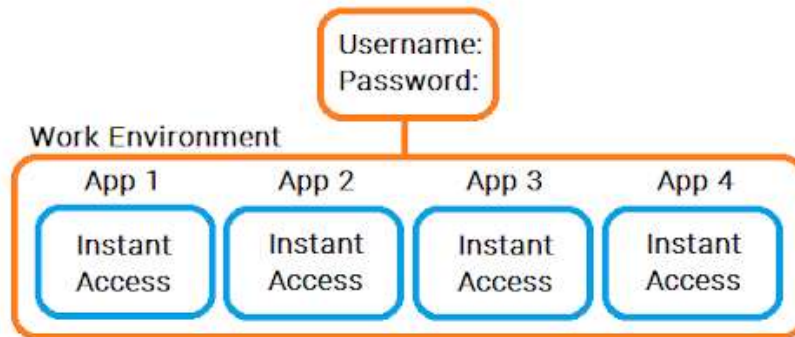 Username:
Password:
Work Environment
App 1 App 2 App 3 App 4
Instant Instant Instant Instant
Access Access Access Access